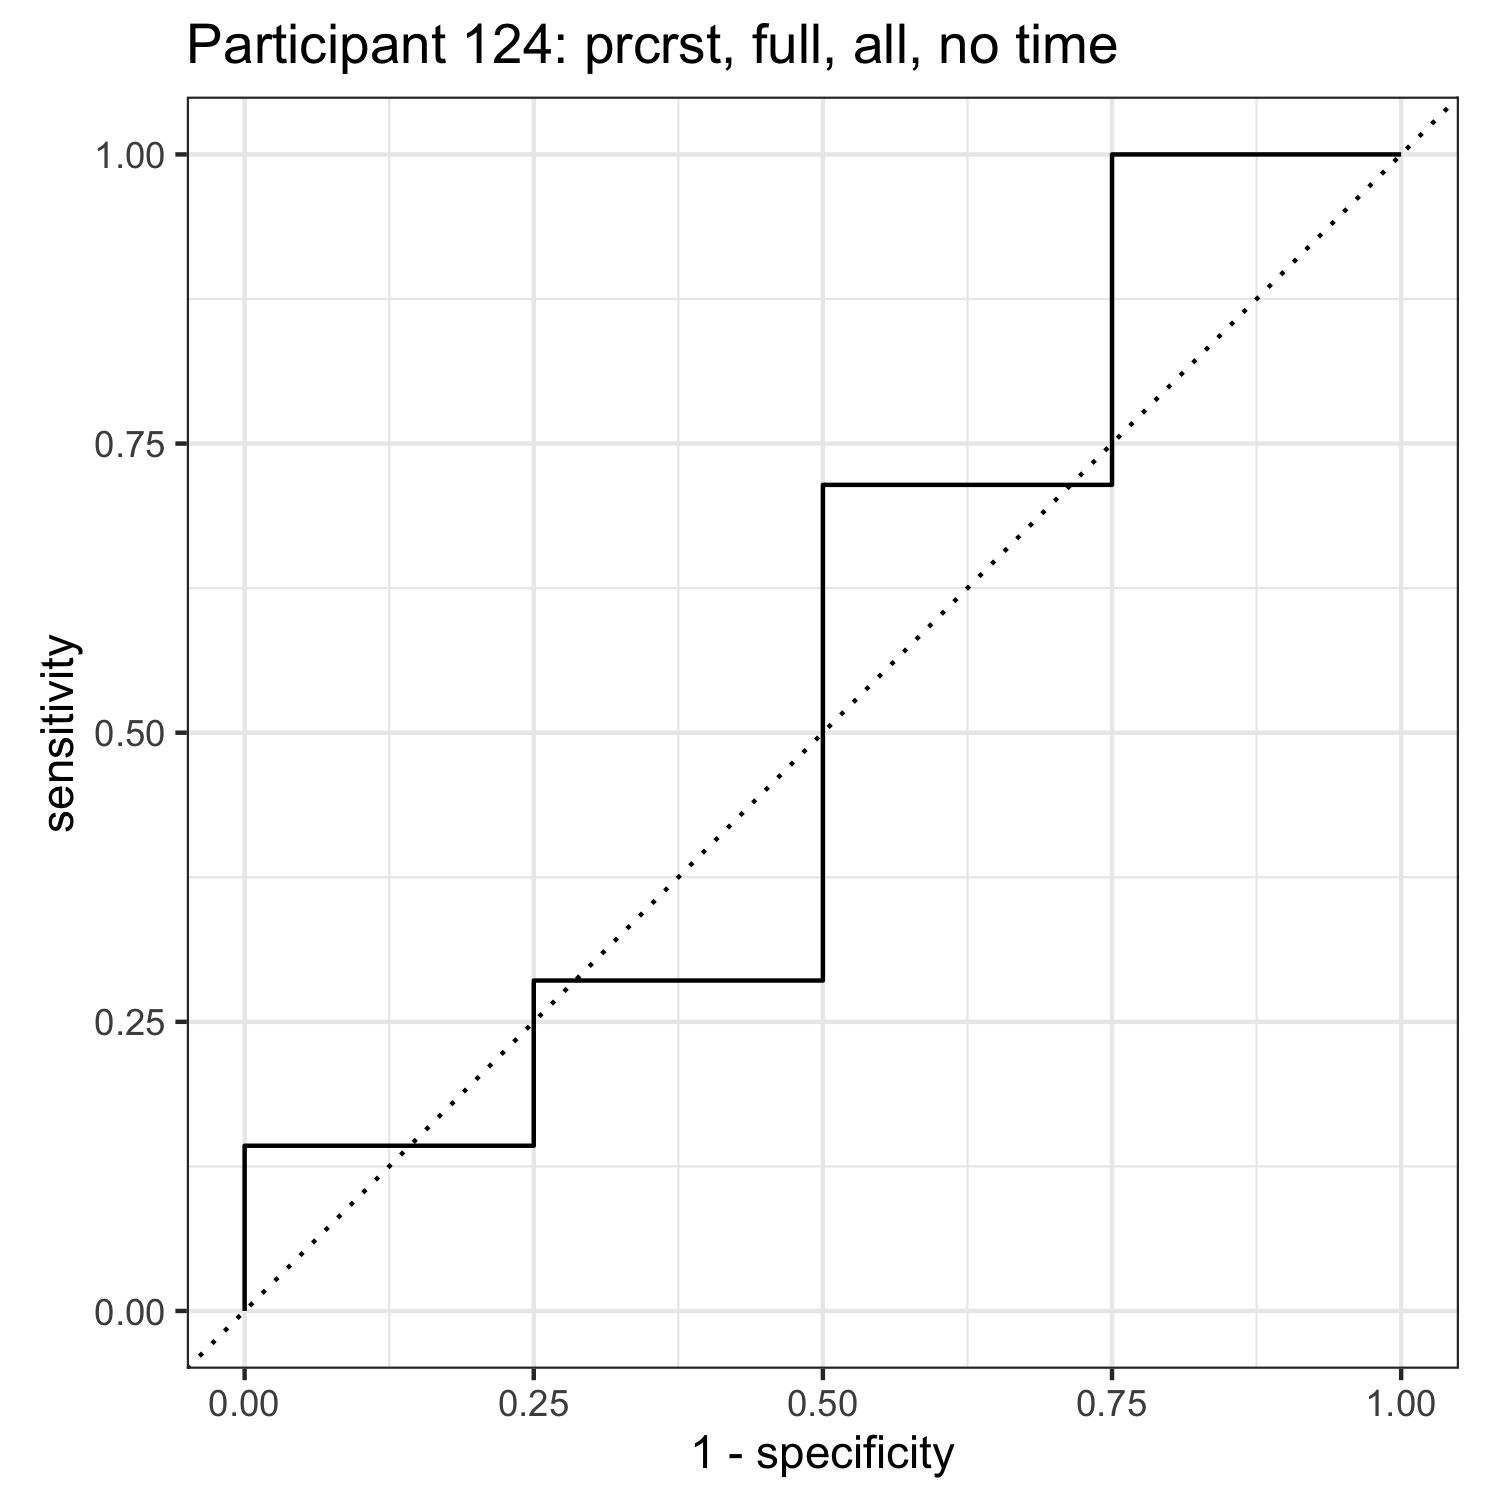 Participant 124: prcrst, full, all, no time
1.00
0.75
0.50
0.25
0.00
sensitivity
0.00 0.25 0.50 0.75 1.00
1 - specificity